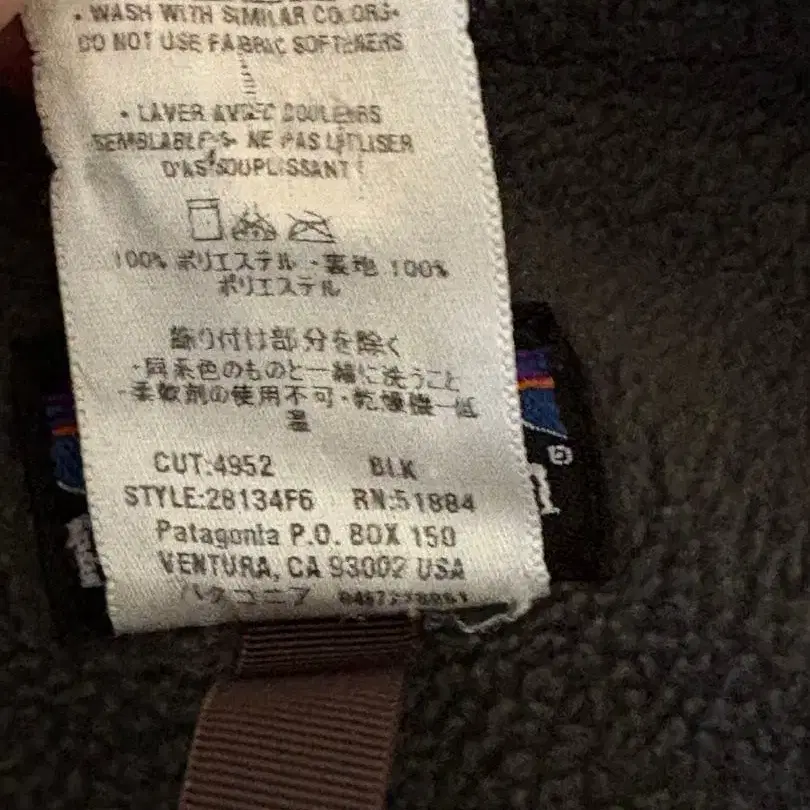 • WASH WITH SIMILAR COLORS•
DO NOT USE FABRIC SOFTENERS
• LAVER AVEC COULEURS
SEMBLABLES• NE PAS UTLISER
D'ASSOUPLISSANT
100% ポリエステル・裏地 100%
ポリエステル
飾り付け部分を除く
・同系色のものと一緒に洗うこと
・柔軟剤の使用不可・乾燥機一低
温
CUT:4952 BLK
STYLE:28134F6 RN:51884
Patagonia P.O. BOX 150
VENTURA, CA 93002 USA
パタゴニア